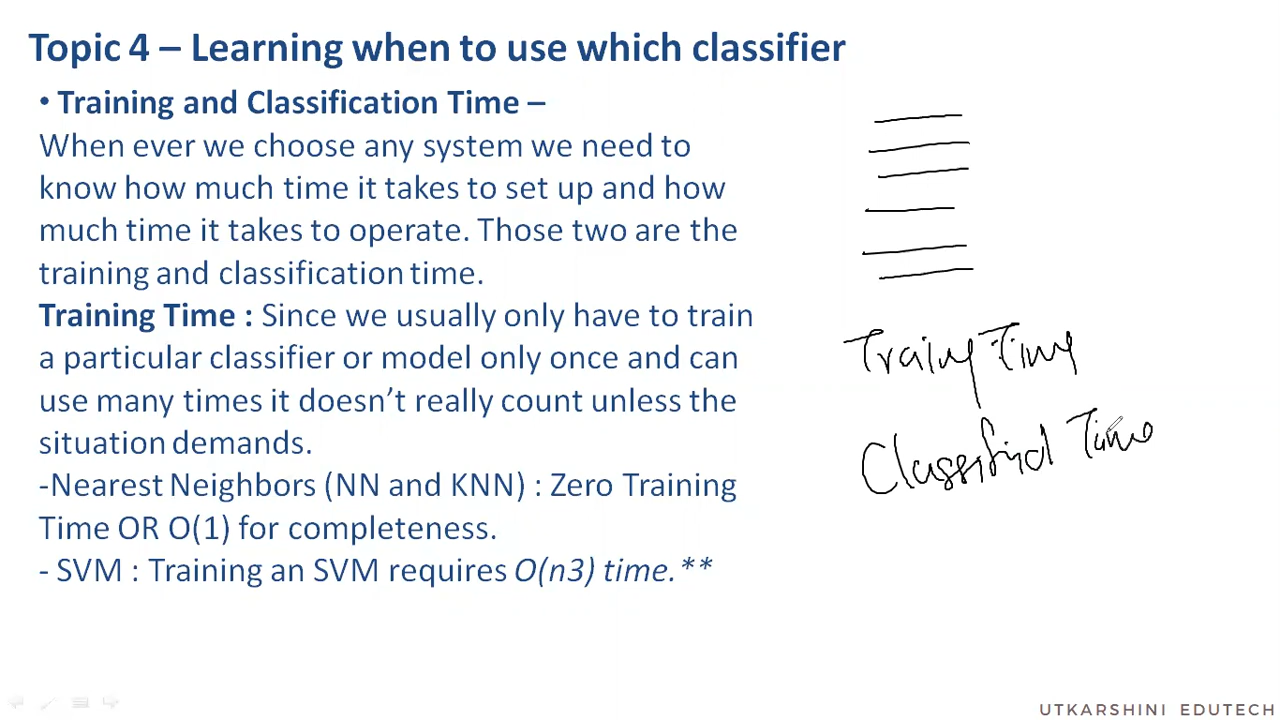 Topic 4 – Learning when to use which classifier
• Training and Classification Time –
When ever we choose any system we need to
know how much time it takes to set up and how
much time it takes to operate. Those two are the
training and classification time.
Training Time : Since we usually only have to train
a particular classifier or model only once and can
use many times it doesn't really count unless the
situation demands.
-Nearest Neighbors (NN and KNN) : Zero Training
Time OR O(1) for completeness.
- SVM : Training an SVM requires O(n3) time.**
Time
UTKARSHINI EDUTECH